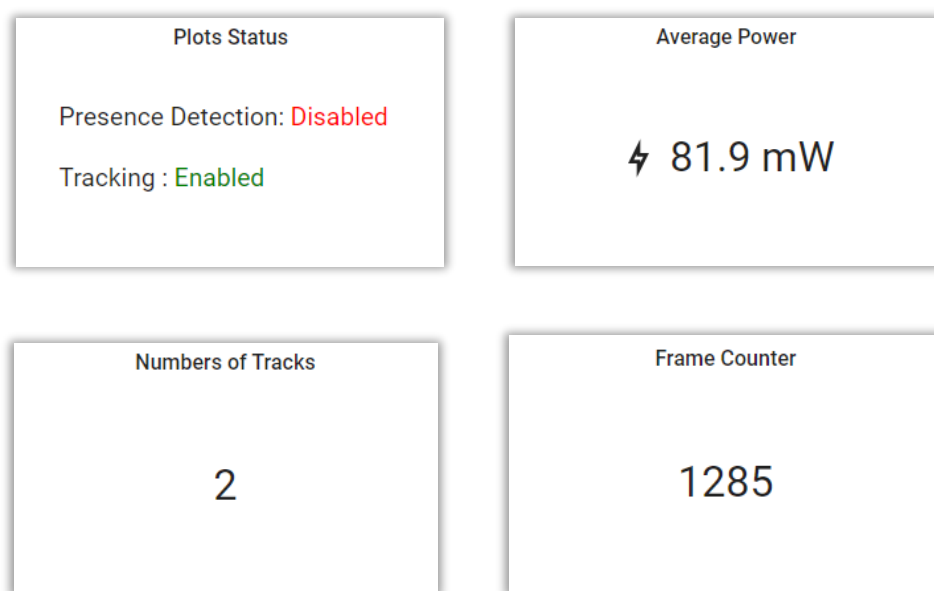 Plots Status
Presence Detection: Disabled
Tracking : Enabled
Average Power
81.9 mW
Numbers of Tracks
2
Frame Counter
1285